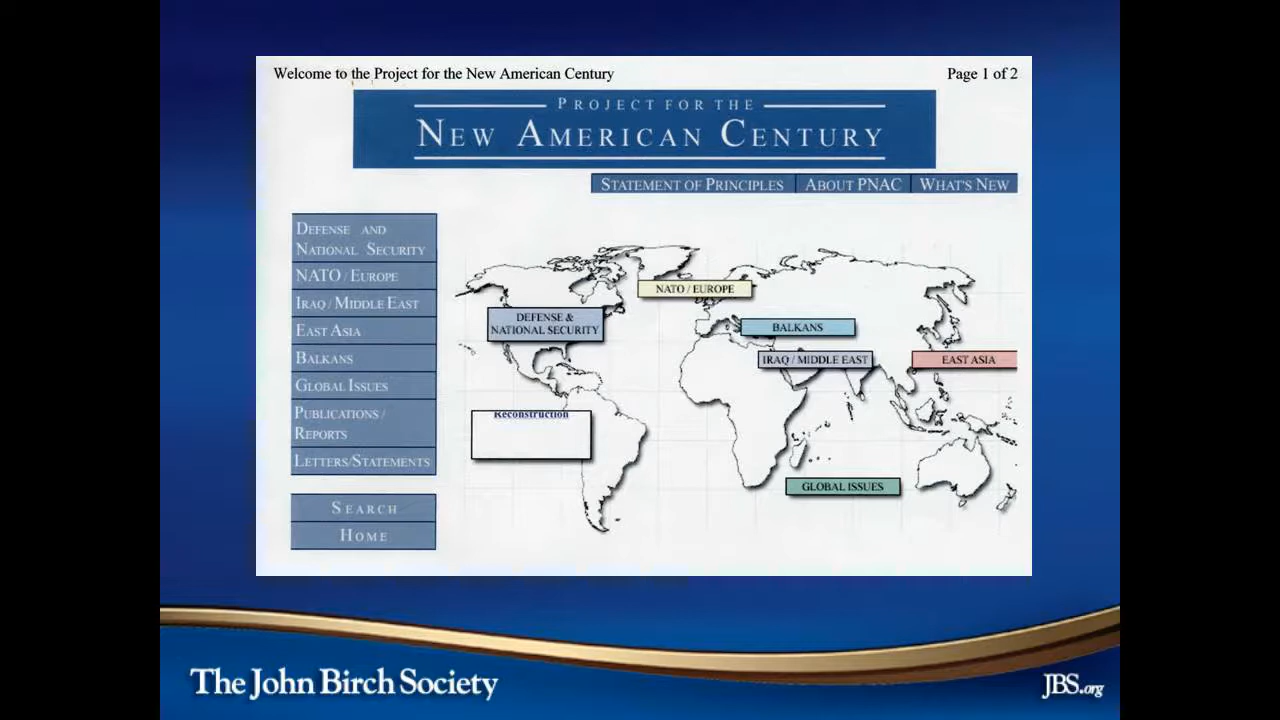 Welcome to the Project for the New American Century
Page 1 of 2
PROJECT FOR THE
NEW AMERICAN CENTURY
STATEMENT OF PRINCIPLES
ABOUT PNAC
WHAT'S NEW
DEFENSE AND
NATIONAL SECURITY
NATO / EUROPE
IRAQ / MIDDLE EAST
EAST ASIA
BALKANS
GLOBAL ISSUES
PUBLICATIONS /
REPORTS
LETTERS/STATEMENTS
SEARCH
HOME
NATO / EUROPE
DEFENSE &
NATIONAL SECURITY
BALKANS
IRAQ / MIDDLE EAST
EAST ASIA
Reconstruction
GLOBAL ISSUES
The John Birch Society
JBS.org